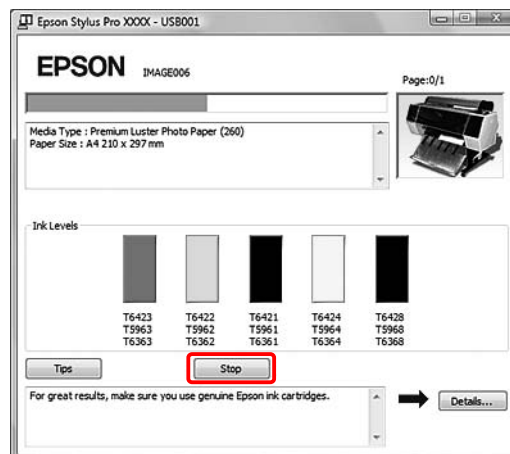 Epson Stylus Pro XXXX - USB001
EPSON IMAGE006
Page:0/1
Media Type : Premium Luster Photo Paper (260)
Paper Size : A4 210 x 297 mm
Ink Levels
T6423 T6422 T6421 T6424 T6428
T5963 T5962 T5961 T5964 T5968
T6363 T6362 T6361 T6364 T6368
Tips Stop
For great results, make sure you use genuine Epson ink cartridges.
Details...